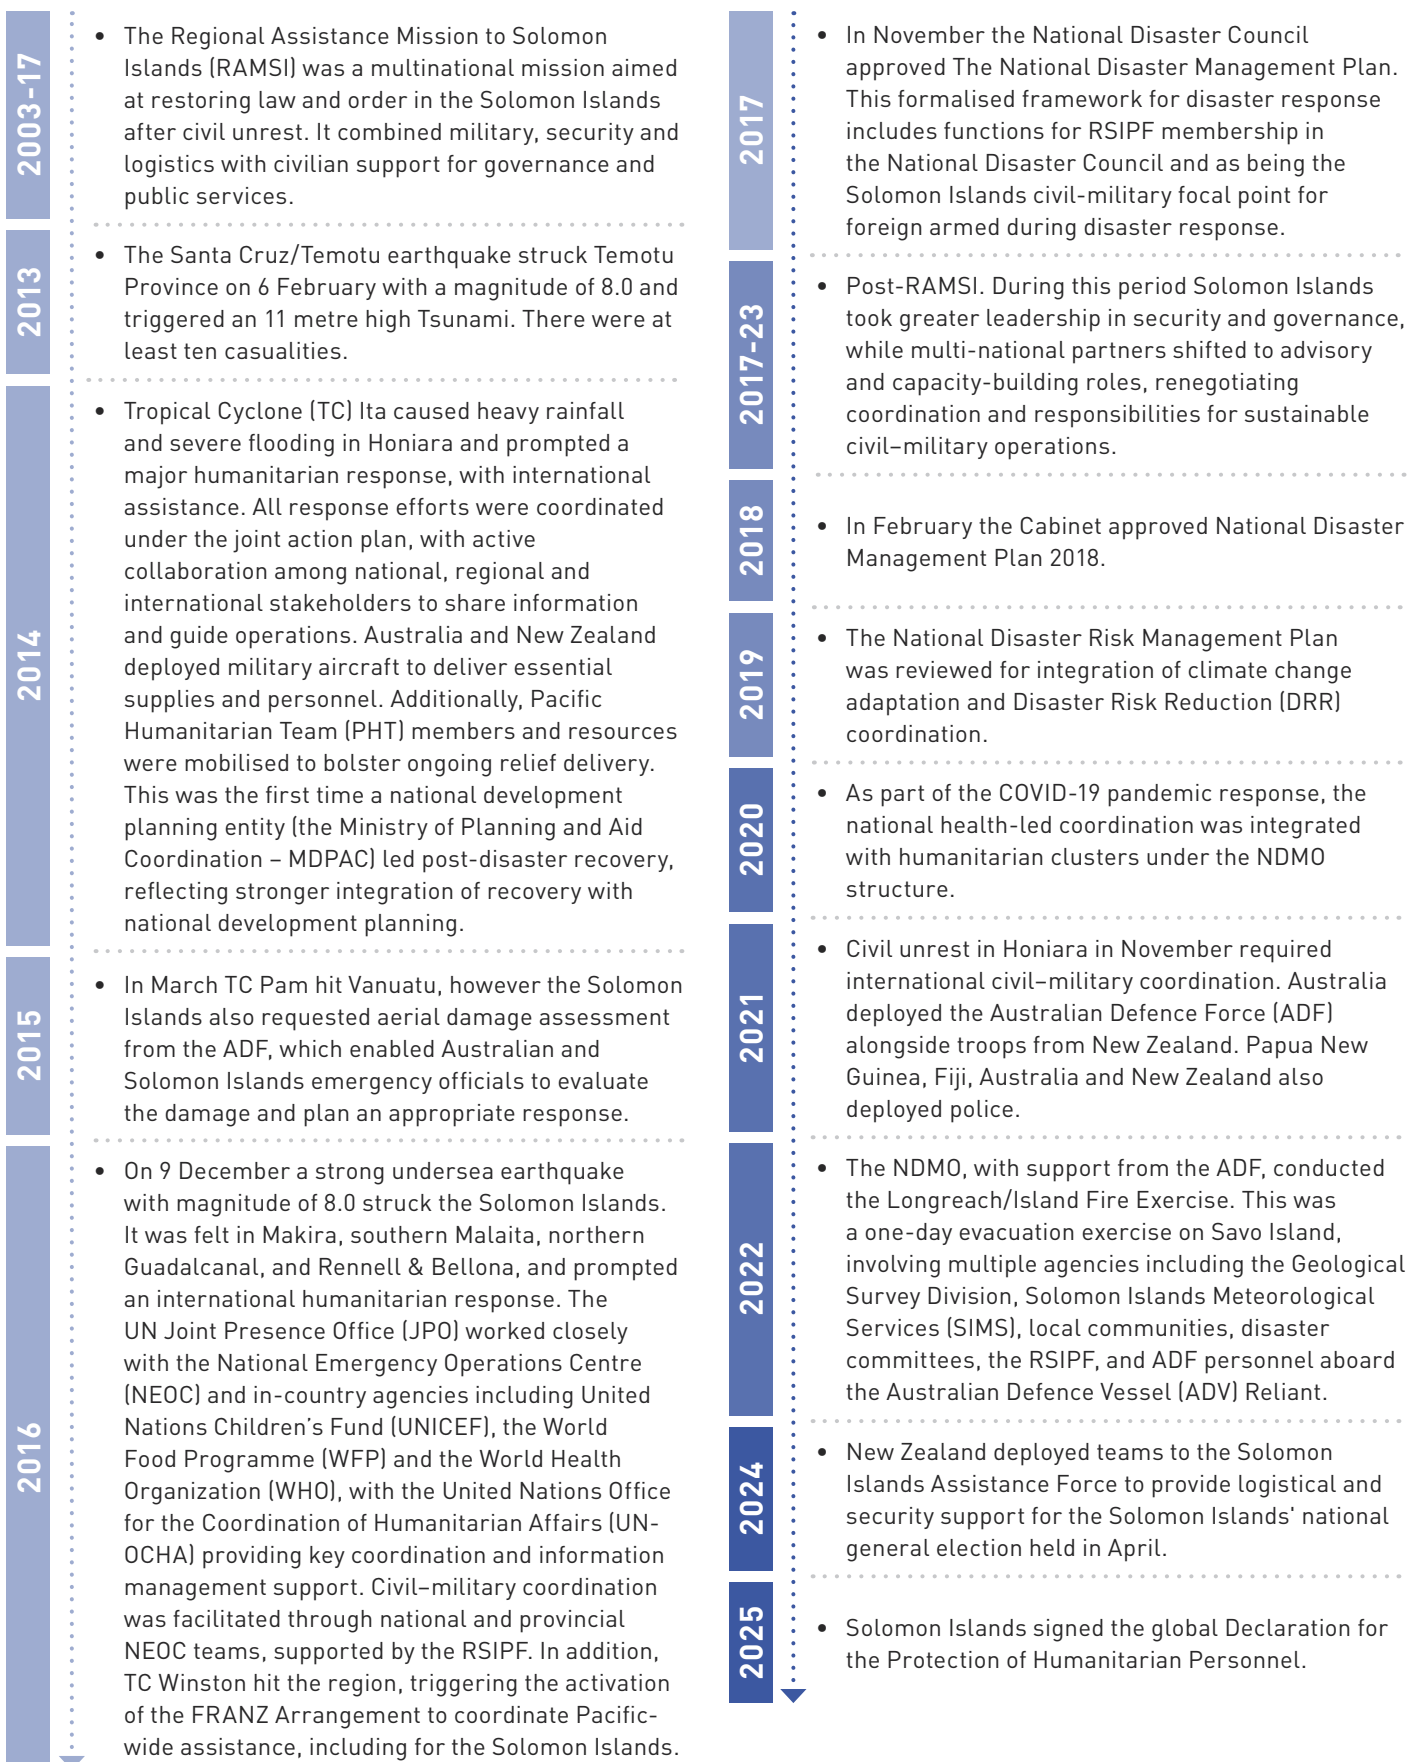 2003-17
• The Regional Assistance Mission to Solomon
Islands (RAMSI) was a multinational mission aimed
at restoring law and order in the Solomon Islands
after civil unrest. It combined military, security and
logistics with civilian support for governance and
public services.
2013
• The Santa Cruz/Temotu earthquake struck Temotu
Province on 6 February with a magnitude of 8.0 and
triggered an 11 metre high Tsunami. There were at
least ten casualities.
2014
• Tropical Cyclone (TC) Ita caused heavy rainfall
and severe flooding in Honiara and prompted a
major humanitarian response, with international
assistance. All response efforts were coordinated
under the joint action plan, with active
collaboration among national, regional and
international stakeholders to share information
and guide operations. Australia and New Zealand
deployed military aircraft to deliver essential
supplies and personnel. Additionally, Pacific
Humanitarian Team (PHT) members and resources
were mobilised to bolster ongoing relief delivery.
This was the first time a national development
planning entity (the Ministry of Planning and Aid
Coordination – MDPAC) led post-disaster recovery,
reflecting stronger integration of recovery with
national development planning.
2015
• In March TC Pam hit Vanuatu, however the Solomon
Islands also requested aerial damage assessment
from the ADF, which enabled Australian and
Solomon Islands emergency officials to evaluate
the damage and plan an appropriate response.
2016
• On 9 December a strong undersea earthquake
with magnitude of 8.0 struck the Solomon Islands.
It was felt in Makira, southern Malaita, northern
Guadalcanal, and Rennell & Bellona, and prompted
an international humanitarian response. The
UN Joint Presence Office (JPO) worked closely
with the National Emergency Operations Centre
(NEOC) and in-country agencies including United
Nations Children's Fund (UNICEF), the World
Food Programme (WFP) and the World Health
Organization (WHO), with the United Nations Office
for the Coordination of Humanitarian Affairs (UN-
OCHA) providing key coordination and information
management support. Civil–military coordination
was facilitated through national and provincial
NEOC teams, supported by the RSIPF. In addition,
TC Winston hit the region, triggering the activation
of the FRANZ Arrangement to coordinate Pacific-
wide assistance, including for the Solomon Islands.
2017
• In November the National Disaster Council
approved The National Disaster Management Plan.
This formalised framework for disaster response
includes functions for RSIPF membership in
the National Disaster Council and as being the
Solomon Islands civil-military focal point for
foreign armed during disaster response.
2017-23
• Post-RAMSI. During this period Solomon Islands
took greater leadership in security and governance,
while multi-national partners shifted to advisory
and capacity-building roles, renegotiating
coordination and responsibilities for sustainable
civil–military operations.
2018
• In February the Cabinet approved National Disaster
Management Plan 2018.
2019
• The National Disaster Risk Management Plan
was reviewed for integration of climate change
adaptation and Disaster Risk Reduction (DRR)
coordination.
2020
• As part of the COVID-19 pandemic response, the
national health-led coordination was integrated
with humanitarian clusters under the NDMO
structure.
2021
• Civil unrest in Honiara in November required
international civil–military coordination. Australia
deployed the Australian Defence Force (ADF)
alongside troops from New Zealand. Papua New
Guinea, Fiji, Australia and New Zealand also
deployed police.
2022
• The NDMO, with support from the ADF, conducted
the Longreach/Island Fire Exercise. This was
a one-day evacuation exercise on Savo Island,
involving multiple agencies including the Geological
Survey Division, Solomon Islands Meteorological
Services (SIMS), local communities, disaster
committees, the RSIPF, and ADF personnel aboard
the Australian Defence Vessel (ADV) Reliant.
2024
• New Zealand deployed teams to the Solomon
Islands Assistance Force to provide logistical and
security support for the Solomon Islands' national
general election held in April.
2025
• Solomon Islands signed the global Declaration for
the Protection of Humanitarian Personnel.